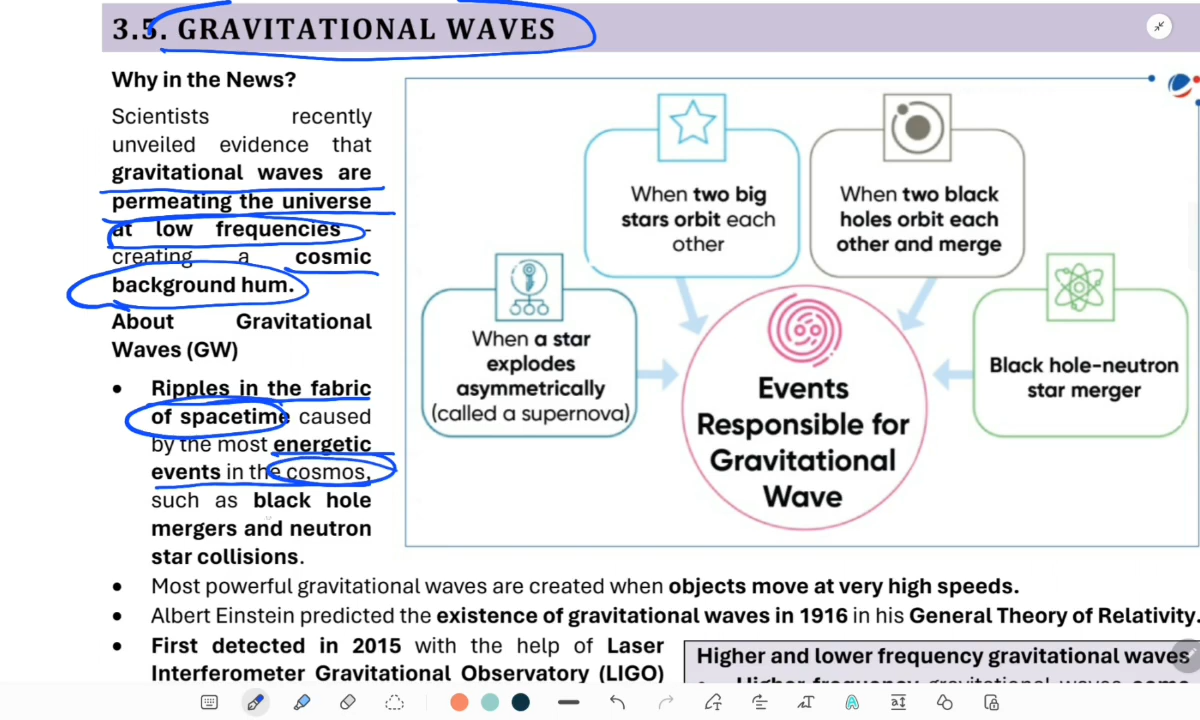 3.5. GRAVITATIONAL WAVES
Why in the News?
Scientists recently
unveiled evidence that
gravitational waves are
permeating the universe
at low frequencies -
creating a cosmic
background hum.
About Gravitational
Waves (GW)
• Ripples in the fabric
of spacetime caused
by the most energetic
events in the cosmos,
such as black hole
mergers and neutron
star collisions.
When two big
stars orbit each
other
When two black
holes orbit each
other and merge
When a star
explodes
asymmetrically
(called a supernova)
Black hole-neutron
star merger
Events
Responsible for
Gravitational
Wave
• Most powerful gravitational waves are created when objects move at very high speeds.
• Albert Einstein predicted the existence of gravitational waves in 1916 in his General Theory of Relativity.
• First detected in 2015 with the help of Laser
Interferometer Gravitational Observatory (LIGO)
Higher and lower frequency gravitational waves
• Higher frequency gravitational waves come